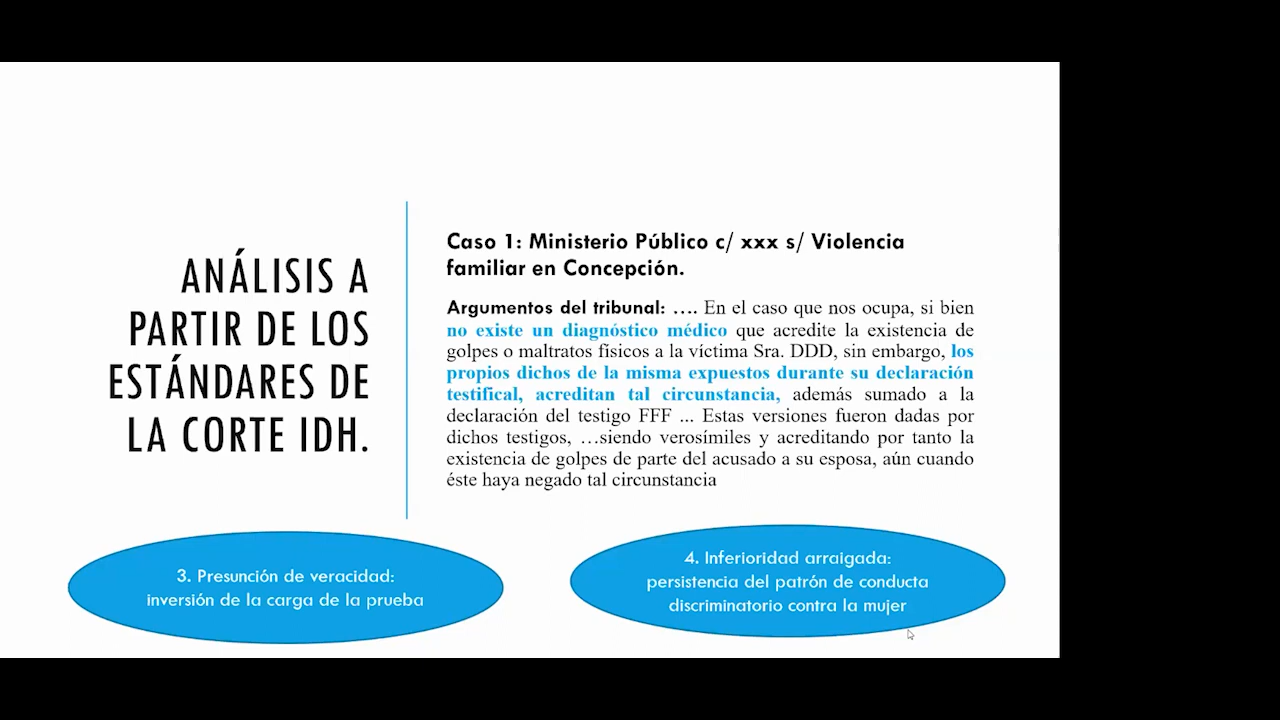 ANÁLISIS A
PARTIR DE LOS
ESTÁNDARES DE
LA CORTE IDH.
Caso 1: Ministerio Público c/ xxx s/ Violencia
familiar en Concepción.
Argumentos del tribunal: …. En el caso que nos ocupa, si bien
no existe un diagnóstico médico que acredite la existencia de
golpes o maltratos físicos a la víctima Sra. DDD, sin embargo, los
propios dichos de la misma expuestos durante su declaración
testifical, acreditan tal circunstancia, además sumado a la
declaración del testigo FFF ... Estas versiones fueron dadas por
dichos testigos, …siendo verosímiles y acreditando por tanto la
existencia de golpes de parte del acusado a su esposa, aún cuando
éste haya negado tal circunstancia
3. Presunción de veracidad:
inversión de la carga de la prueba
4. Inferioridad arraigada:
persistencia del patrón de conducta
discriminatorio contra la mujer